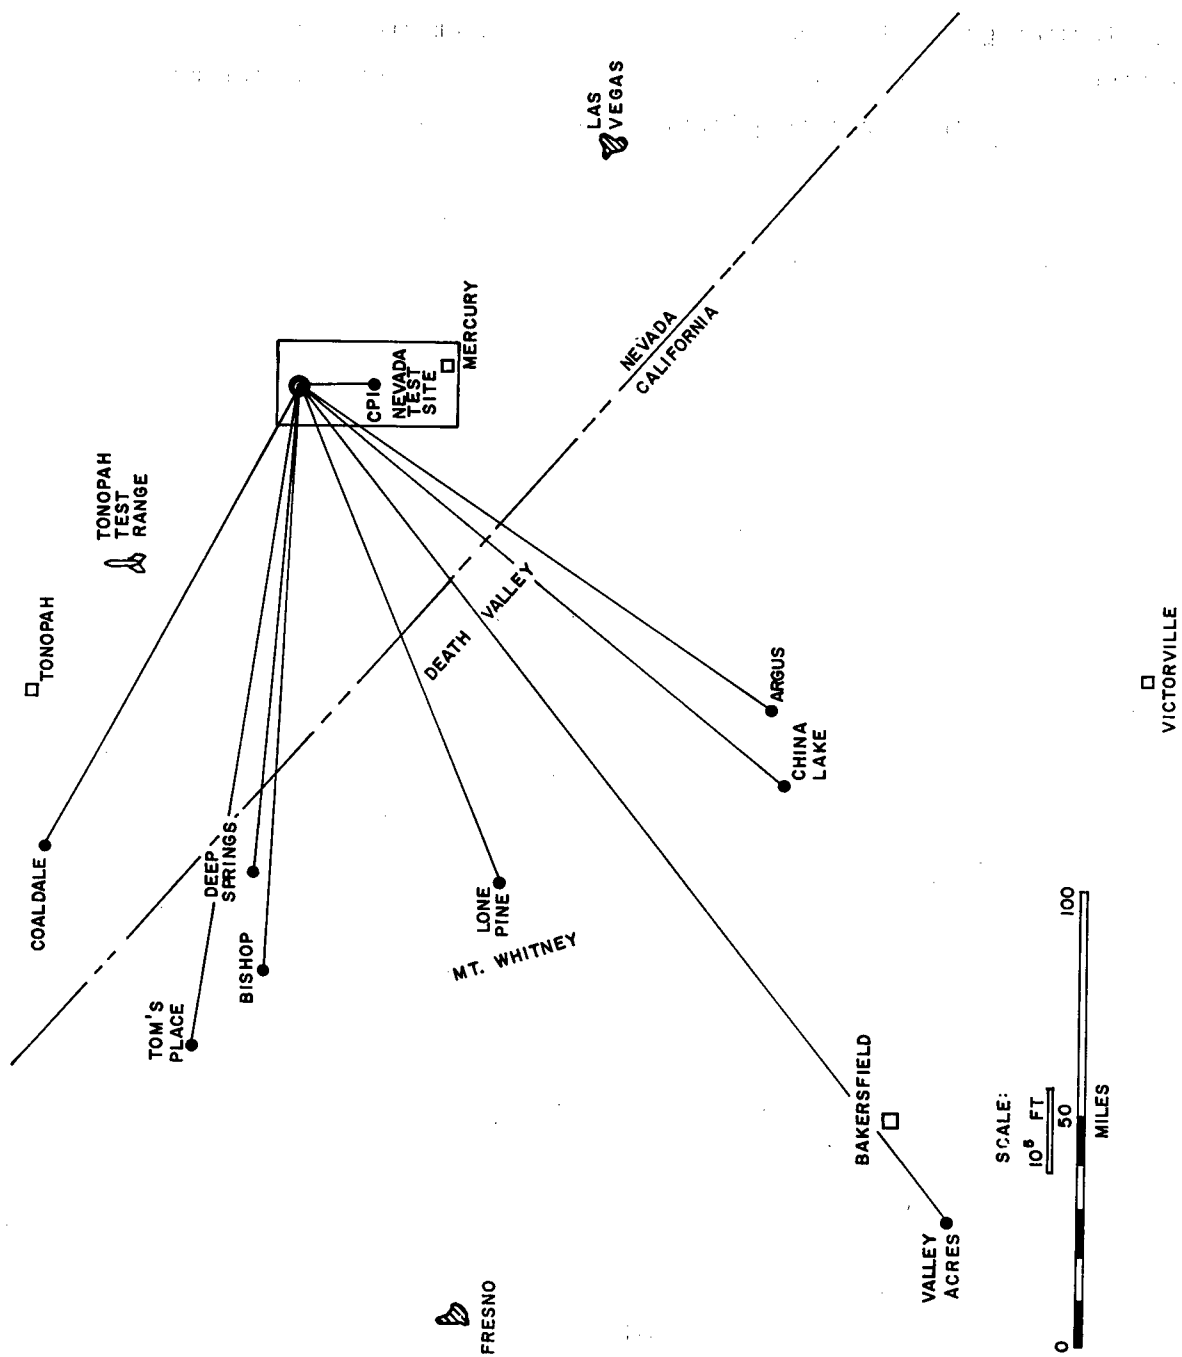 TONOPAH
TONOPAH
TEST
RANGE
COALDALE
LAS
VEGAS
MERCURY
NEVADA
TEST
SITE
CPI
TOM'S
PLACE
DEEP
SPRINGS
BISHOP
NEVADA
CALIFORNIA
DEATH VALLEY
LONE
PINE
MT. WHITNEY
ARGUS
CHINA
LAKE
FRESNO
BAKERSFIELD
VALLEY
ACRES
VICTORVILLE
SCALE:
10⁵ FT
0 50 100
MILES